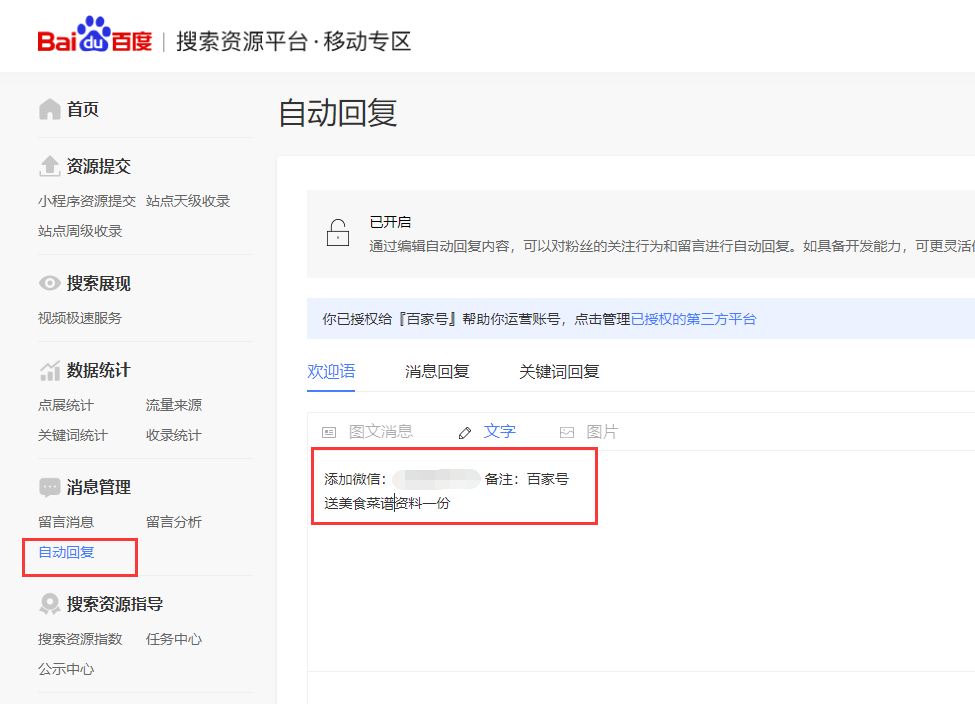 Bai du 百度 | 搜索资源平台·移动专区
首页
自动回复
资源提交
小程序资源提交 站点天级收录
站点周级收录
搜索展现
视频极速服务
数据统计
点展统计 流量来源
关键词统计 收录统计
消息管理
留言消息 留言分析
自动回复
搜索资源指导
搜索资源指数 任务中心
公示中心
已开启
通过编辑自动回复内容，可以对粉丝的关注行为和留言进行自动回复。如具备开发能力，可更灵活
你已授权给『百家号』帮助你运营账号，点击管理已授权的第三方平台
欢迎语 消息回复 关键词回复
图文消息 文字 图片
添加微信： 备注：百家号
送美食菜谱资料一份